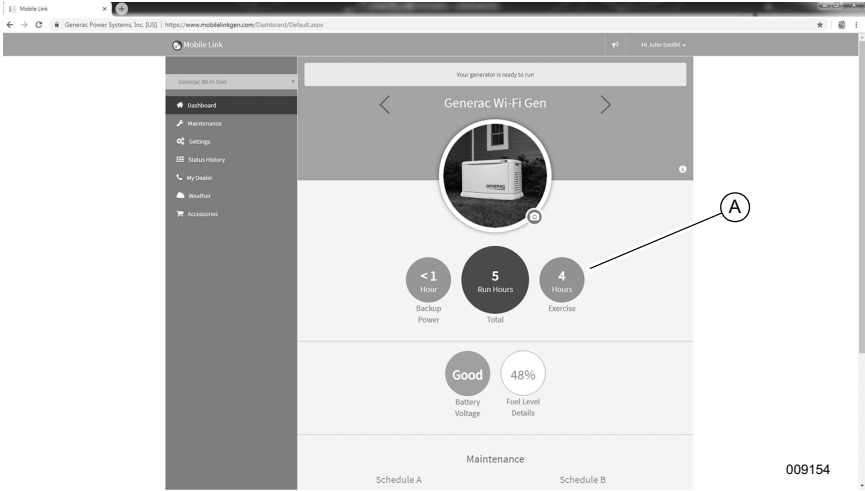 Mobile Link
Generac Power Systems, Inc. [US] | https://www.mobilelinkgen.com/Dashboard/Default.aspx
Mobile Link
Hi John Smith!
Generac Wi-Fi Gen
Your generator is ready to run
Dashboard
Maintenance
Settings
Status History
My Dealer
Weather
Accessories
Generac Wi-Fi Gen
GENERAC
A
<1
Hour
Backup
Power
5
Run Hours
Total
4
Hours
Exercise
Good
Battery
Voltage
48%
Fuel Level
Details
Maintenance
Schedule A
Schedule B
009154